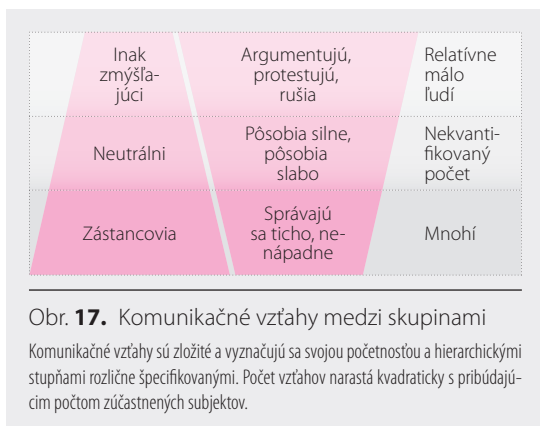 Inak
zmýšľa-
júci
Argumentujú,
protestujú,
rušia
Relatívne
málo
ľudí
Neutrálni
Pôsobia silne,
pôsobia
slabo
Nekvanti-
fikovaný
počet
Zástancovia
Správajú
sa ticho, ne-
nápadne
Mnohí
Obr. 17. Komunikačné vzťahy medzi skupinami
Komunikačné vzťahy sú zložité a vyznačujú sa svojou početnosťou a hierarchickými
stupňami rozlične špecifikovanými. Počet vzťahov narastá kvadraticky s pribúdajú-
cim počtom zúčastnených subjektov.